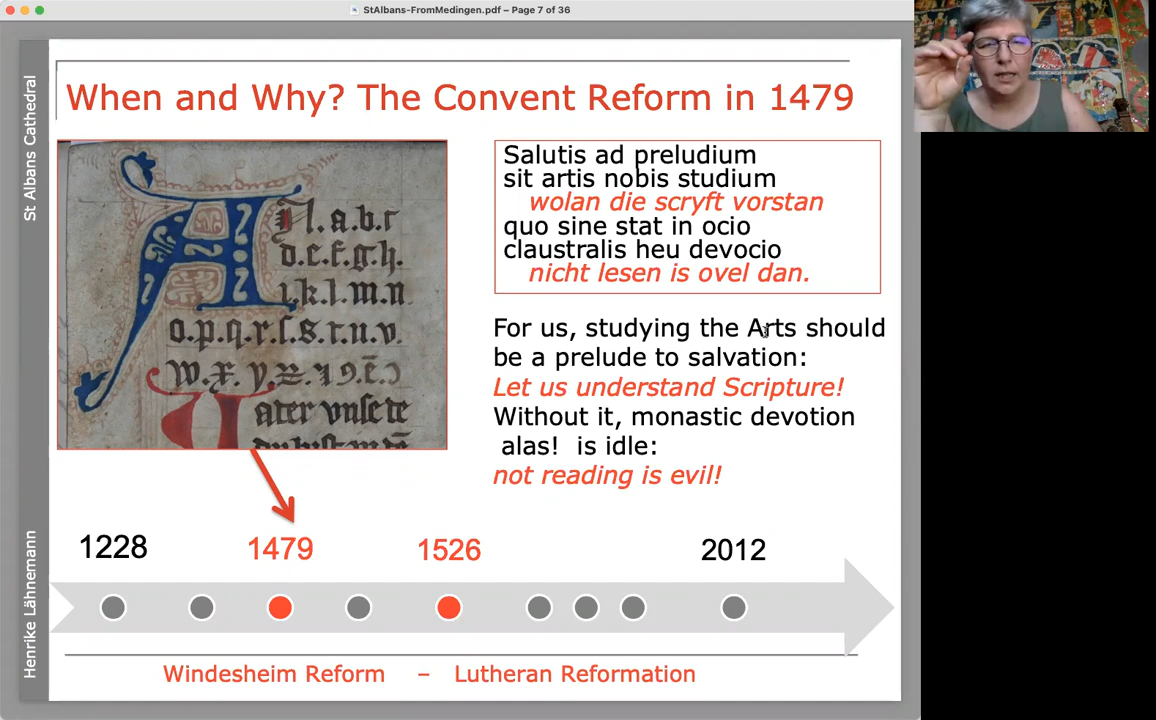 StAlbans-FromMedingen.pdf – Page 7 of 36
St Albans Cathedral
When and Why? The Convent Reform in 1479
A a l. a. b. c
d. e. f. g. h.
i. k. l. m. n
o. p. q. r. ſ. s. t. u. v.
w. x. y. z.
ater vnſe
Salutis ad preludium
sit artis nobis studium
wolan die scryft vorstan
quo sine stat in ocio
claustralis heu devocio
nicht lesen is ovel dan.
For us, studying the Arts should
be a prelude to salvation:
Let us understand Scripture!
Without it, monastic devotion
alas! is idle:
not reading is evil!
1228 1479 1526 2012
Henrike Lähnemann
Windesheim Reform – Lutheran Reformation